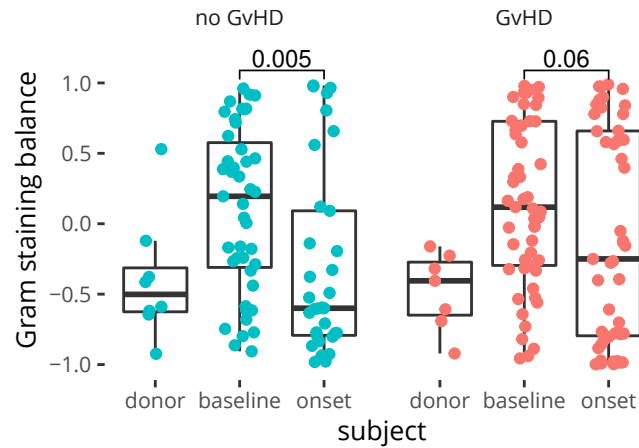 no GvHD
GvHD
0.005
0.06
Gram staining balance
1.0
0.5
0.0
−0.5
−1.0
donor baseline onset
donor baseline onset
subject